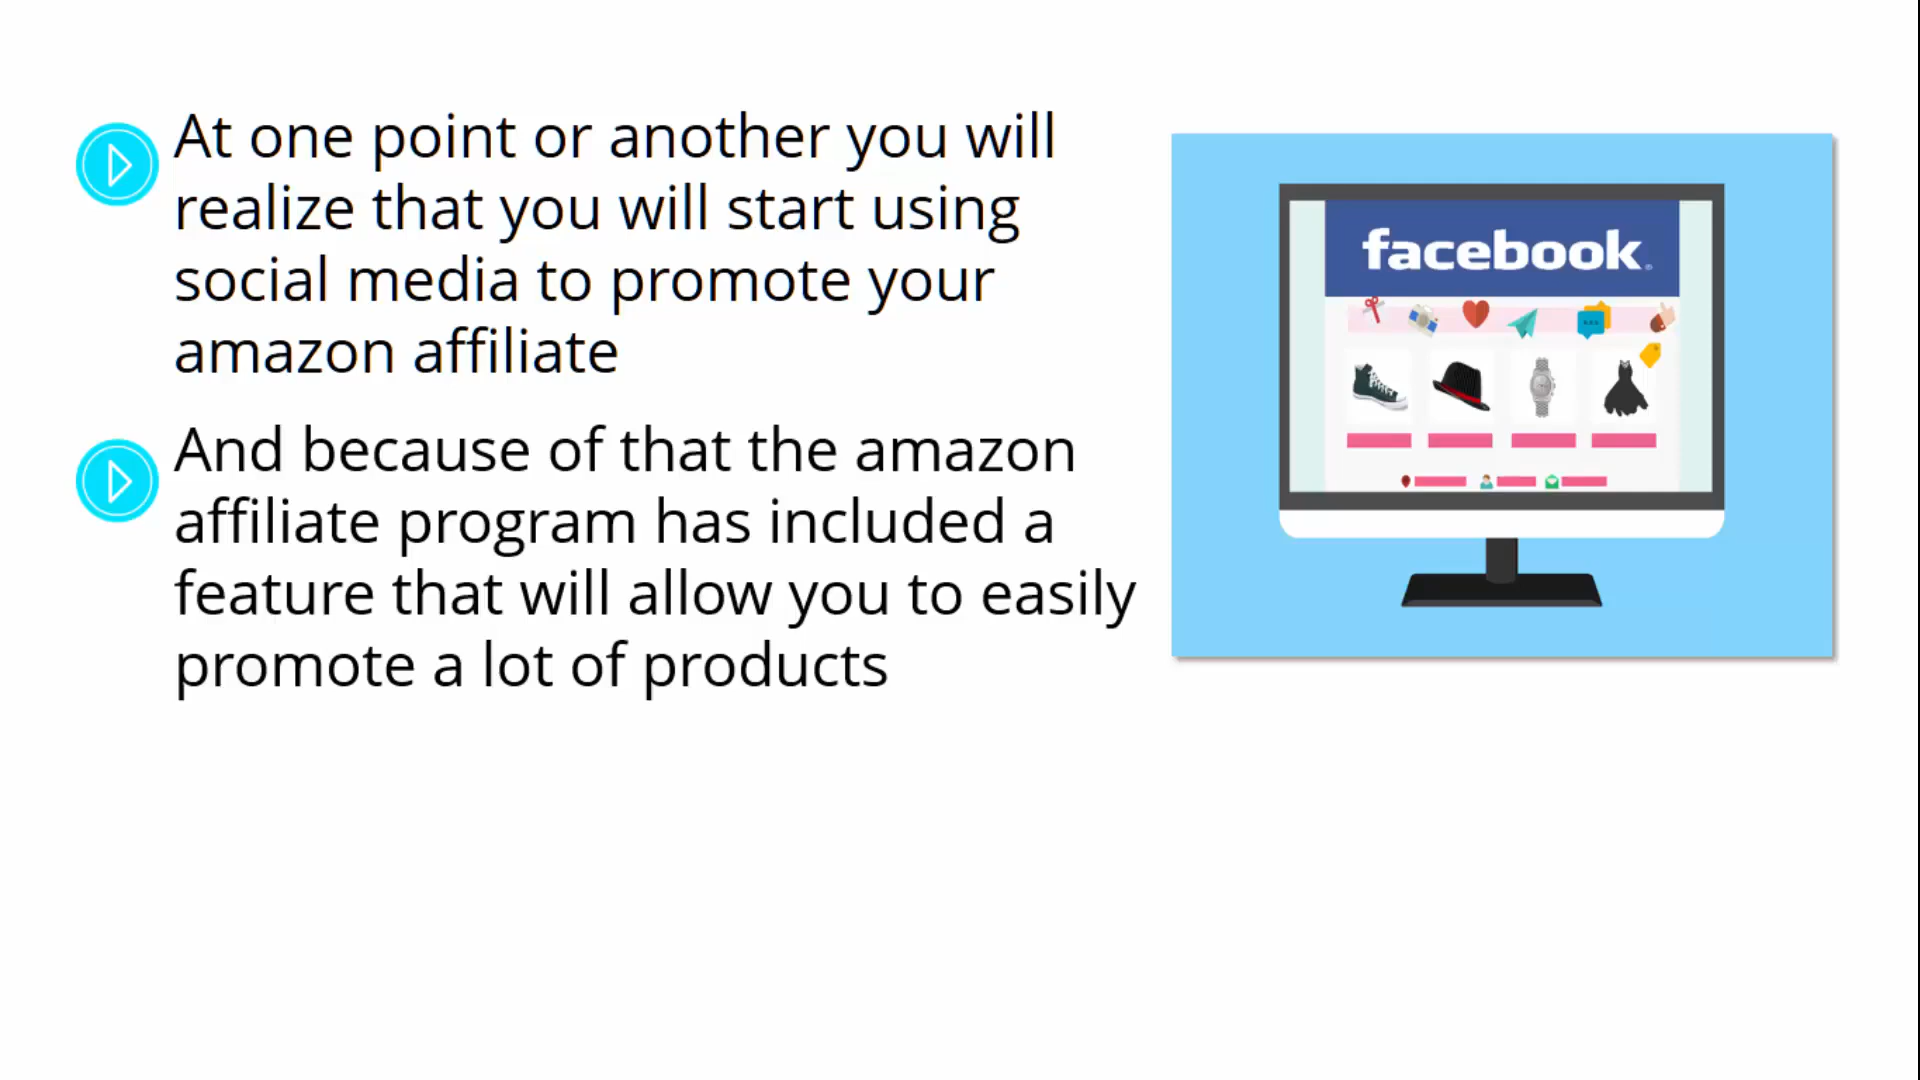 At one point or another you will
realize that you will start using
social media to promote your
amazon affiliate
And because of that the amazon
affiliate program has included a
feature that will allow you to easily
promote a lot of products
facebook